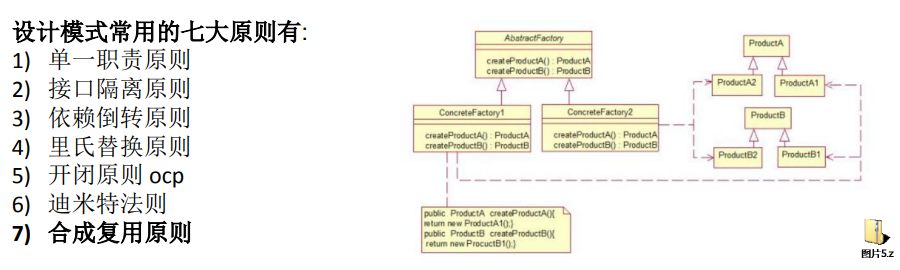 设计模式常用的七大原则有:
1) 单一职责原则
2) 接口隔离原则
3) 依赖倒转原则
4) 里氏替换原则
5) 开闭原则 ocp
6) 迪米特法则
7) 合成复用原则
AbstractFactory
createProductA() : ProductA
createProductB() : ProductB
ConcreteFactory1
createProductA() : ProductA
createProductB() : ProductB
ConcreteFactory2
createProductA() : ProductA
createProductB() : ProductB
ProductA
ProductA2
ProductA1
ProductB
ProductB2
ProductB1
public ProductA createProductA(){
return new ProductA1();}
public ProductB createProductB(){
return new ProcuctB1();}
图片5.z